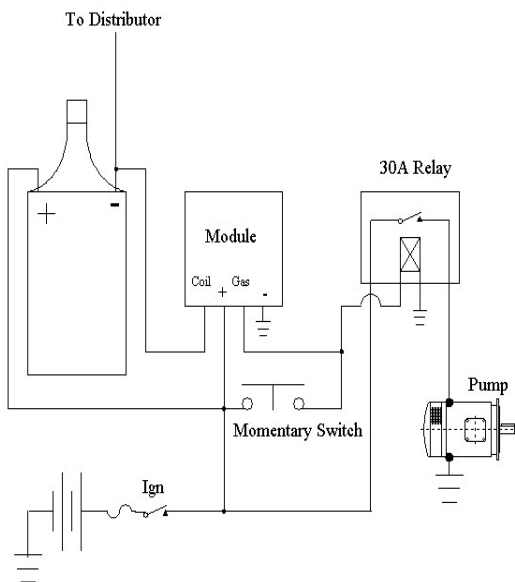 To Distributor
30A Relay
+ -
Module
Coil + Gas -
Pump
Momentary Switch
Ign